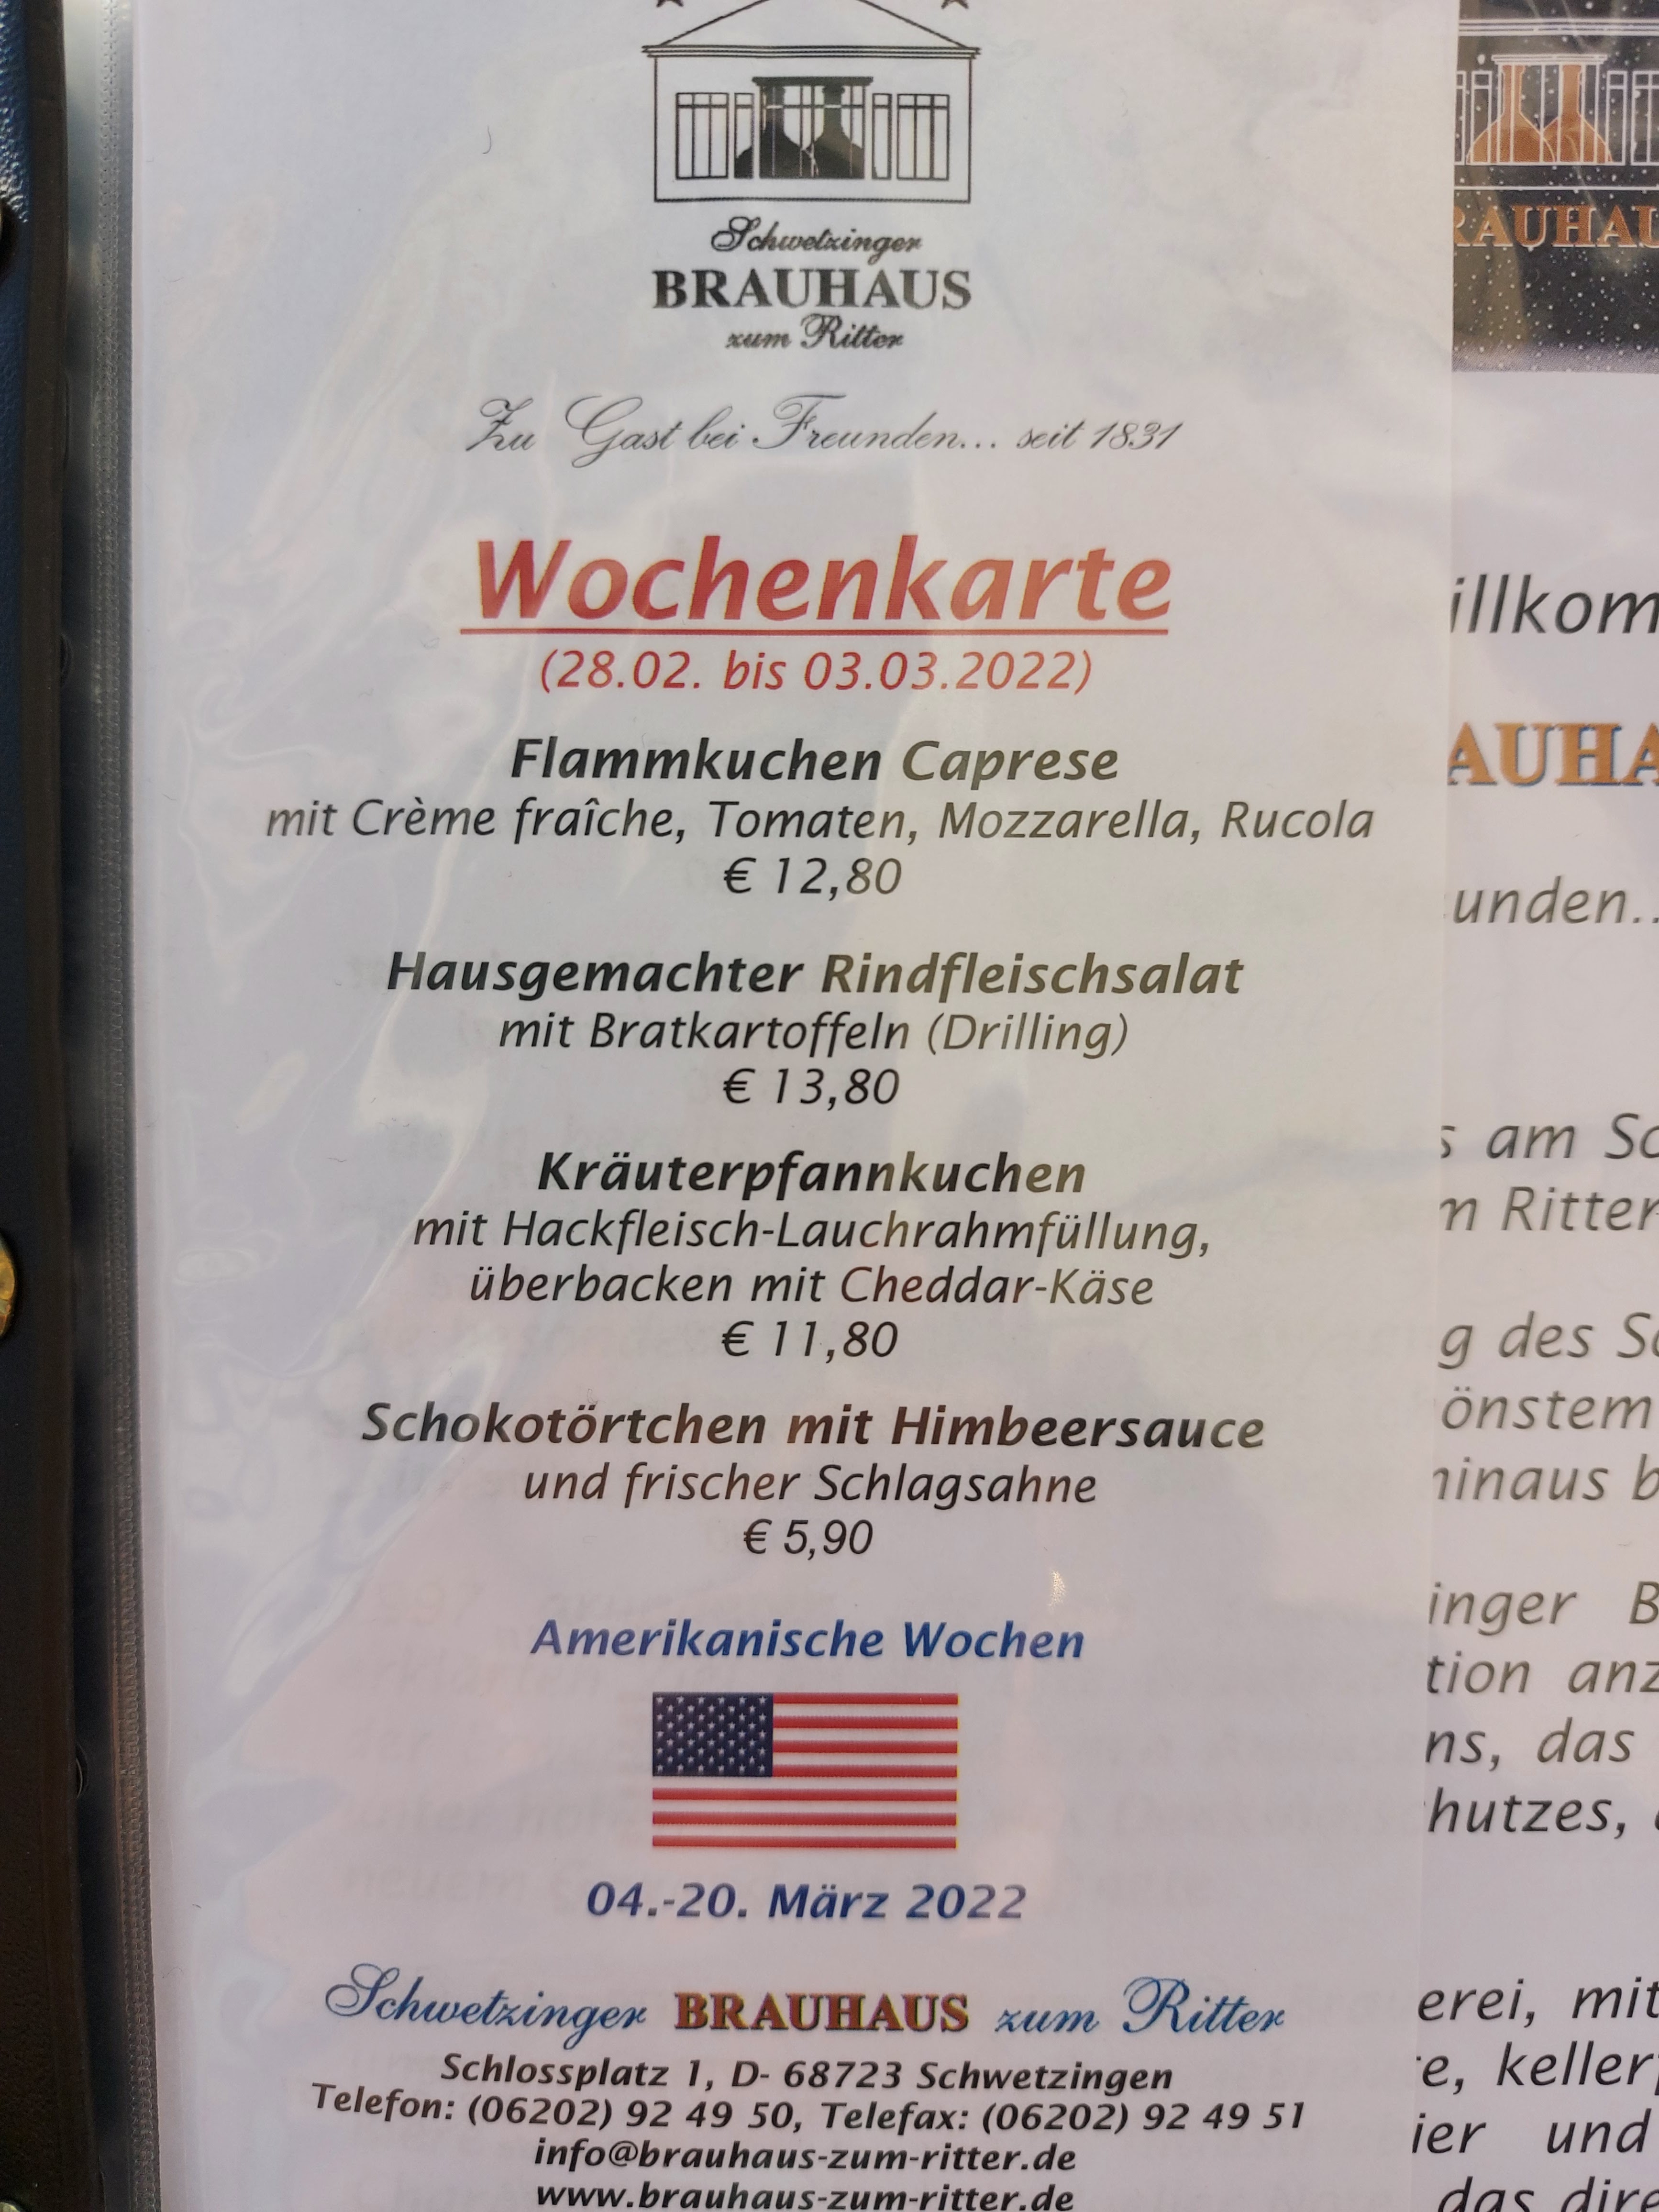 Schwetzinger
BRAUHAUS
zum Ritter
Zu Gast bei Freunden... seit 1831
Wochenkarte
(28.02. bis 03.03.2022)
Flammkuchen Caprese
mit Crème fraîche, Tomaten, Mozzarella, Rucola
€ 12,80
Hausgemachter Rindfleischsalat
mit Bratkartoffeln (Drilling)
€ 13,80
Kräuterpfannkuchen
mit Hackfleisch-Lauchrahmfüllung,
überbacken mit Cheddar-Käse
€ 11,80
Schokotörtchen mit Himbeersauce
und frischer Schlagsahne
€ 5,90
Amerikanische Wochen
04.-20. März 2022
Schwetzinger BRAUHAUS zum Ritter
Schlossplatz 1, D- 68723 Schwetzingen
Telefon: (06202) 92 49 50, Telefax: (06202) 92 49 51
info@brauhaus-zum-ritter.de
www.brauhaus-zum-ritter.de
RAUHAU
illkom
AUHA
unden..
s am Sc
m Ritter
g des Sc
önstem
hinaus b
inger B
tion anz
ns, das
hutzes,
erei, mit
e, keller
ier und
das dire